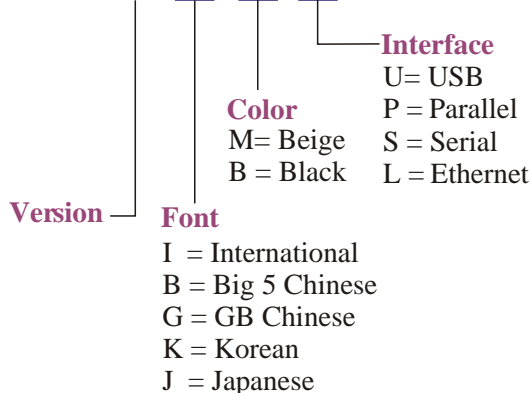 Interface
U= USB
P = Parallel
S = Serial
L = Ethernet
Color
M= Beige
B = Black
Version
Font
I = International
B = Big 5 Chinese
G = GB Chinese
K = Korean
J = Japanese